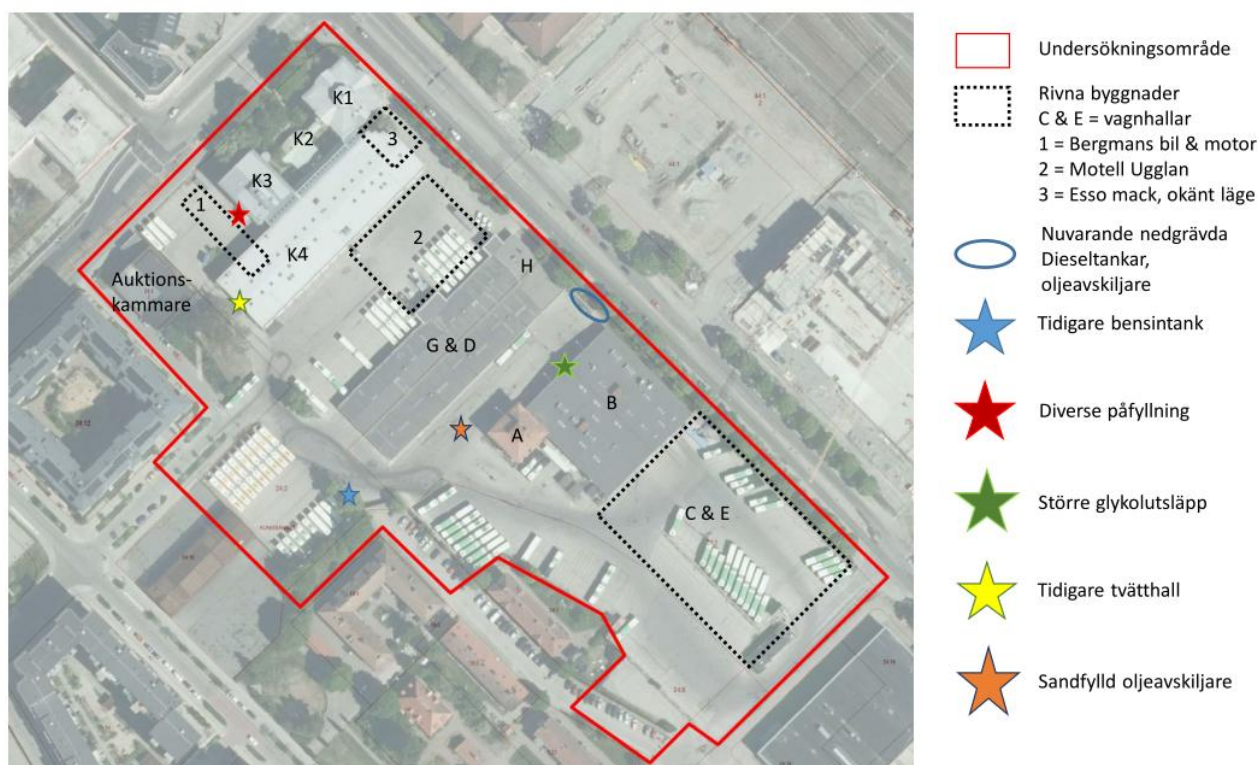 K1
K2
3
K3
1
2
K4
H
Auktions-
kammare
G & D
B
A
C & E
Undersökningsområde
Rivna byggnader
C & E = vagnhallar
1 = Bergmans bil & motor
2 = Motell Ugglan
3 = Esso mack, okänt läge
Nuvarande nedgrävda
Dieseltankar,
oljeavskiljare
Tidigare bensintank
Diverse påfyllning
Större glykolutsläpp
Tidigare tvätthall
Sandfylld oljeavskiljare